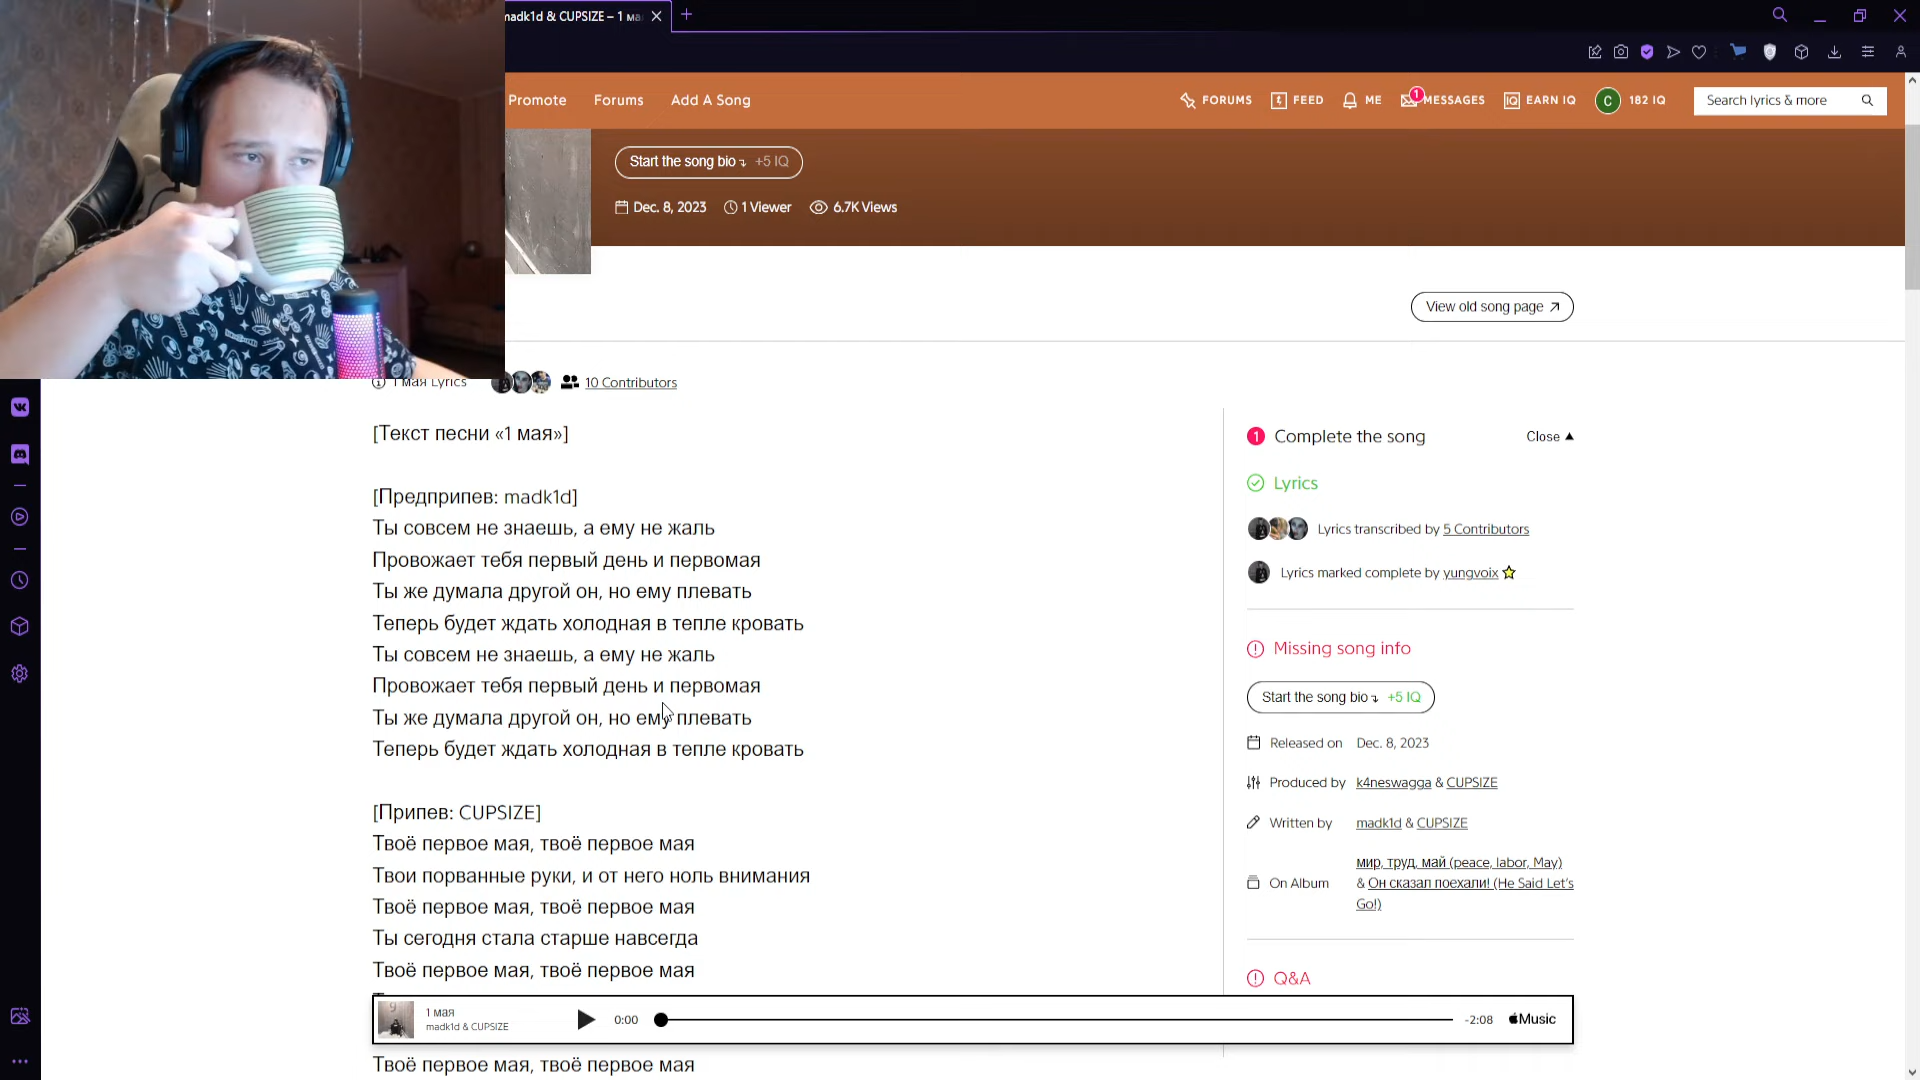 madk1d & CUPSIZE – 1 ма
Promote Forums Add A Song
FORUMS FEED ME 1 MESSAGES IQ EARN IQ C 182 IQ Search lyrics & more
Start the song bio +5 IQ
Dec. 8, 2023 1 Viewer 6.7K Views
View old song page
1 мая Lyrics 10 Contributors
[Текст песни «1 мая»]
[Предприпев: madk1d]
Ты совсем не знаешь, а ему не жаль
Провожает тебя первый день и первомая
Ты же думала другой он, но ему плевать
Теперь будет ждать холодная в тепле кровать
Ты совсем не знаешь, а ему не жаль
Провожает тебя первый день и первомая
Ты же думала другой он, но ему плевать
Теперь будет ждать холодная в тепле кровать
[Припев: CUPSIZE]
Твоё первое мая, твоё первое мая
Твои порванные руки, и от него ноль внимания
Твоё первое мая, твоё первое мая
Ты сегодня стала старше навсегда
Твоё первое мая, твоё первое мая
Твоё первое мая, твоё первое мая
1 Complete the song Close
Lyrics
Lyrics transcribed by 5 Contributors
Lyrics marked complete by yungvoix
Missing song info
Start the song bio +5 IQ
Released on Dec. 8, 2023
Produced by k4neswagga & CUPSIZE
Written by madk1d & CUPSIZE
On Album мир, труд, май (peace, labor, May)
& Он сказал поехали! (He Said Let's
Go!)
Q&A
1 мая
madk1d & CUPSIZE
0:00 -2:08 Music